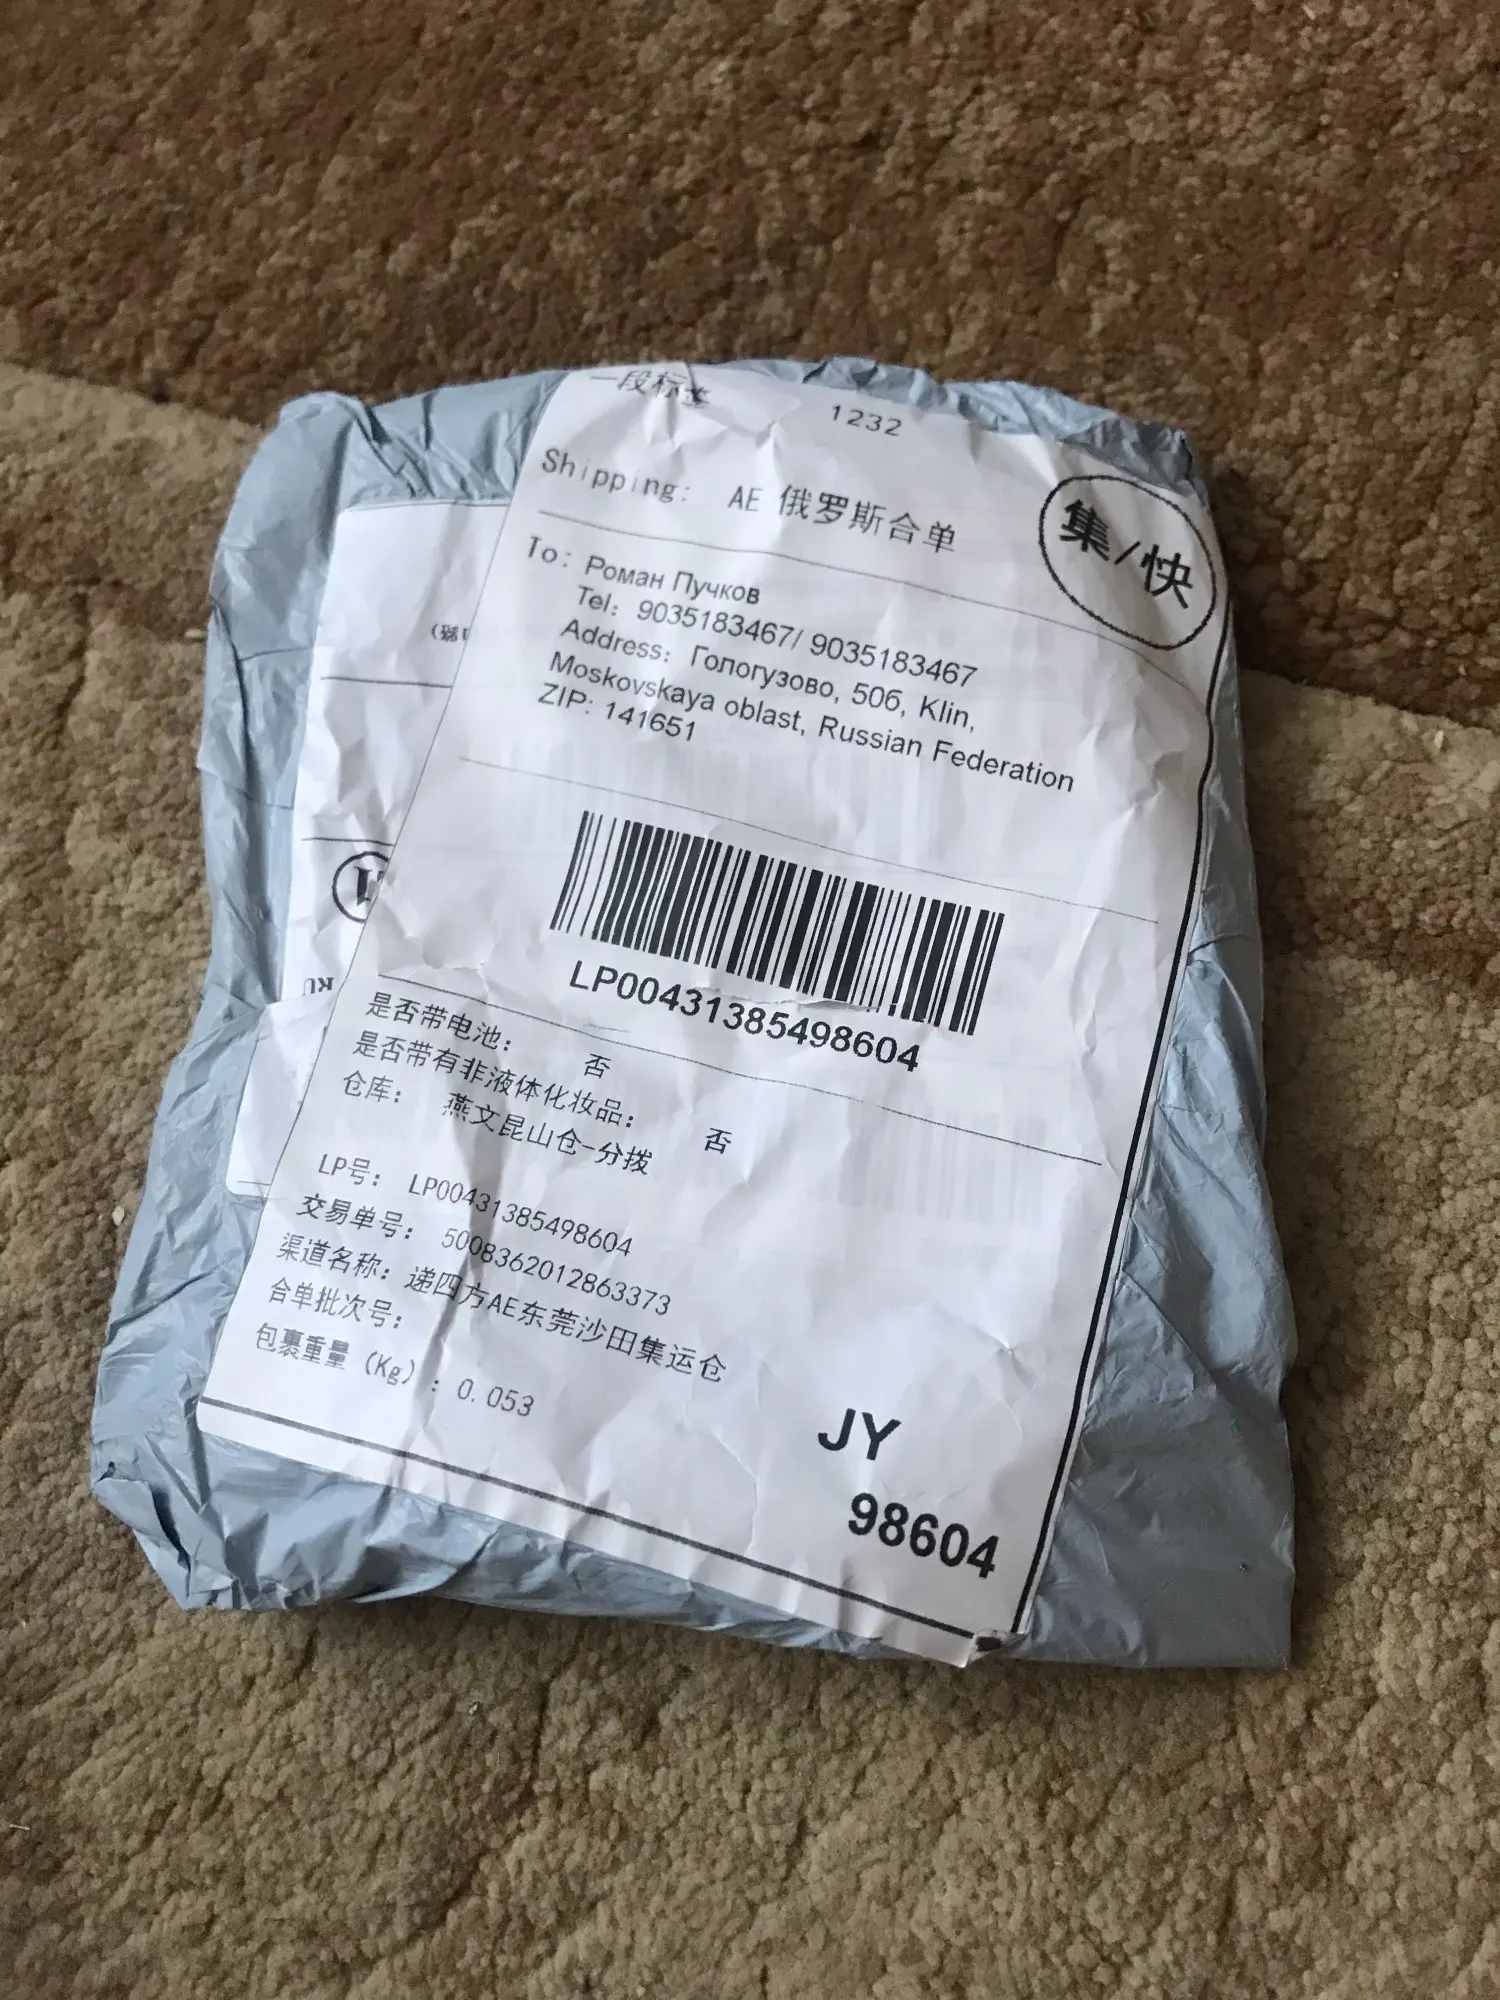 一段标签
1232
Shipping: AE 俄罗斯合单
集/快
To: Роман Пучков
Tel: 9035183467/ 9035183467
Address: Гологузово, 50б, Klin,
Moskovskaya oblast, Russian Federation
ZIP: 141651
LP00431385498604
是否带电池: 否
是否带有非液体化妆品: 否
仓库: 燕文昆山仓-分拨
LP号: LP00431385498604
交易单号: 5008362012863373
渠道名称: 递四方AE东莞沙田集运仓
合单批次号:
包裹重量 (Kg) : 0.053
JY
98604
RU